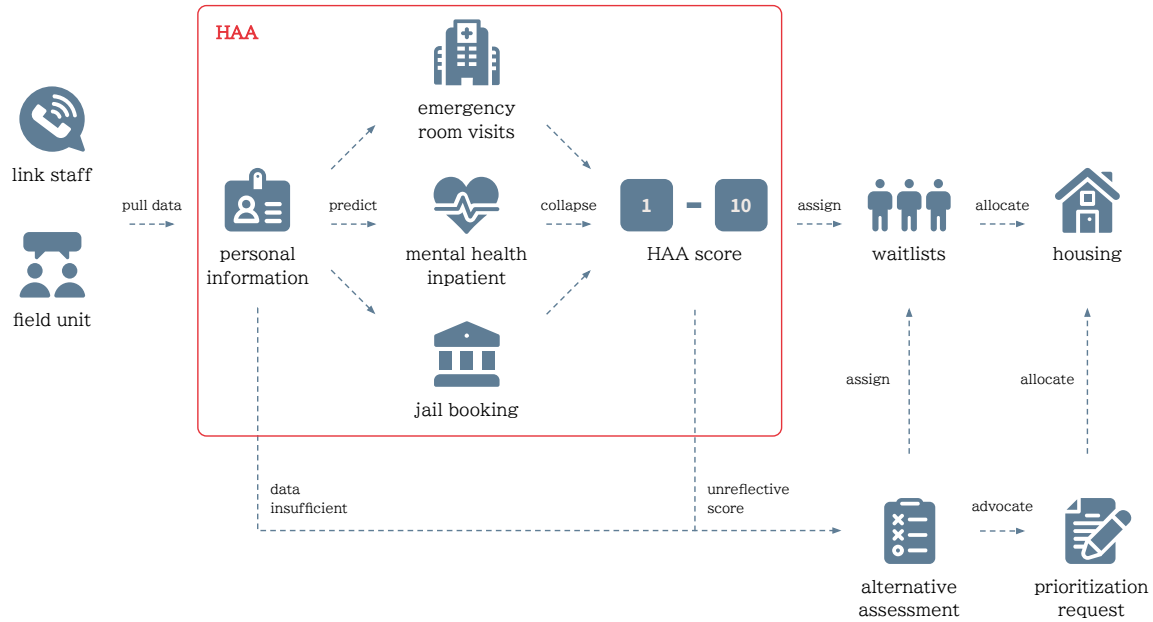 HAA
link staff
field unit
pull data
personal
information
predict
emergency
room visits
mental health
inpatient
jail booking
collapse
1 - 10
HAA score
assign
waitlists
allocate
housing
data
insufficient
unreflective
score
assign
allocate
alternative
assessment
advocate
prioritization
request